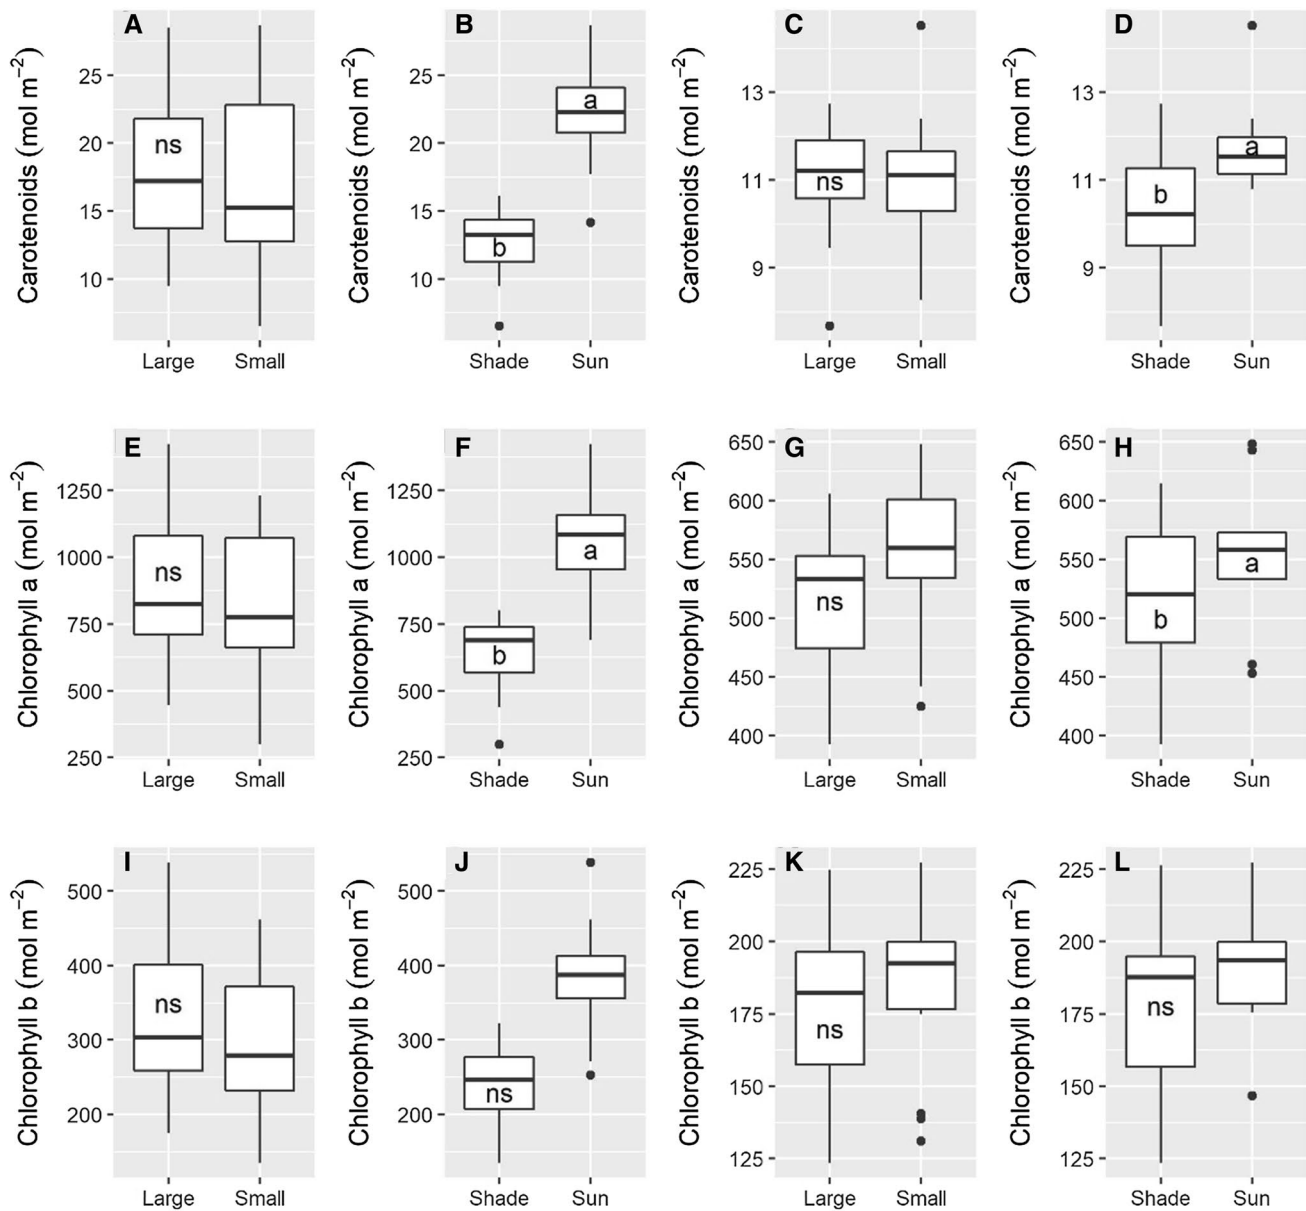 A
Carotenoids (mol m⁻²)
25
20
15
10
ns
Large
Small
B
Carotenoids (mol m⁻²)
25
20
15
10
b
a
Shade
Sun
C
Carotenoids (mol m⁻²)
13
11
9
ns
Large
Small
D
Carotenoids (mol m⁻²)
13
11
9
b
a
Shade
Sun
E
Chlorophyll a (mol m⁻²)
1250
1000
750
500
250
ns
Large
Small
F
Chlorophyll a (mol m⁻²)
1250
1000
750
500
250
b
a
Shade
Sun
G
Chlorophyll a (mol m⁻²)
650
600
550
500
450
400
ns
Large
Small
H
Chlorophyll a (mol m⁻²)
650
600
550
500
450
400
b
a
Shade
Sun
I
Chlorophyll b (mol m⁻²)
500
400
300
200
ns
Large
Small
J
Chlorophyll b (mol m⁻²)
500
400
300
200
ns
Shade
Sun
K
Chlorophyll b (mol m⁻²)
225
200
175
150
125
ns
Large
Small
L
Chlorophyll b (mol m⁻²)
225
200
175
150
125
ns
Shade
Sun